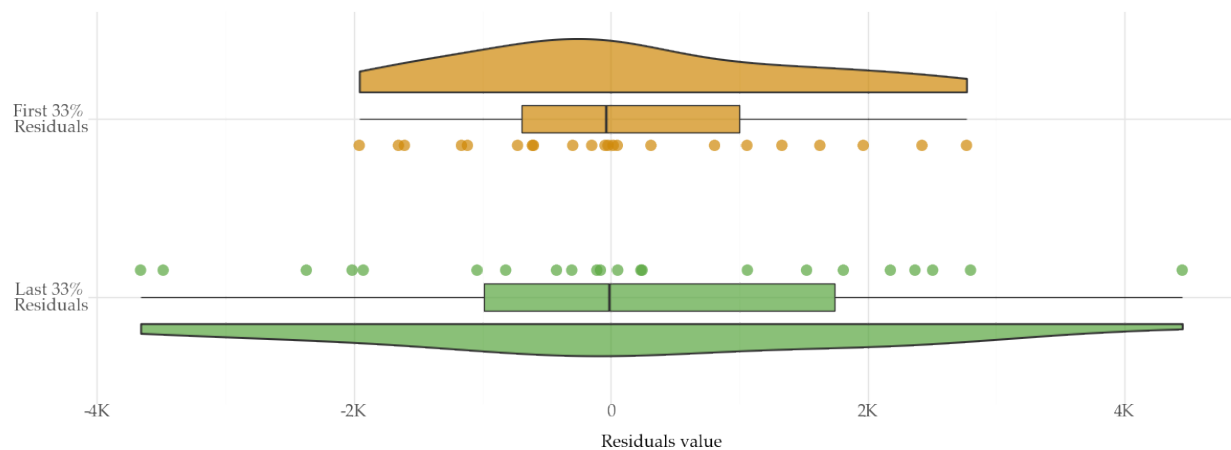 First 33%
Residuals
Last 33%
Residuals
-4K
-2K
0
2K
4K
Residuals value